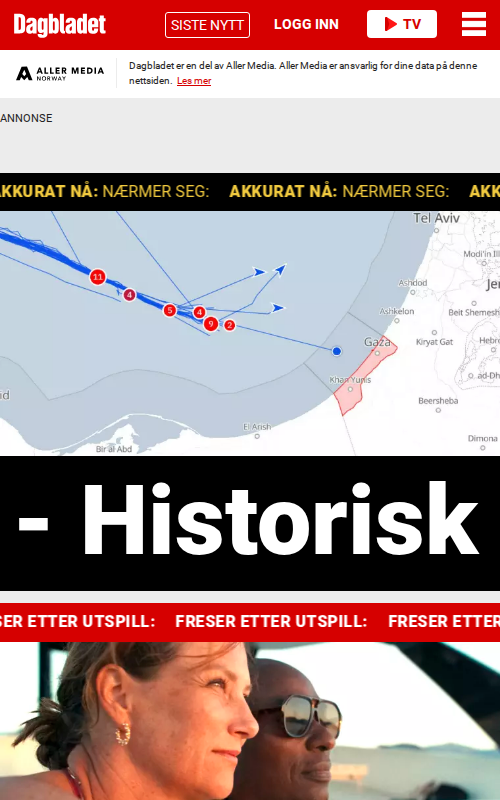 Dagbladet
SISTE NYTT
LOGG INN
TV
ALLER MEDIA
NORWAY
Dagbladet er en del av Aller Media. Aller Media er ansvarlig for dine data på denne
nettsiden. Les mer
ANNONSE
AKKURAT NÅ: NÆRMER SEG: AKKURAT NÅ: NÆRMER SEG: AKK
Tel Aviv
Modi'in Il
Ashdod
Jer
Ashkelon
Beit Shemesh
11
4
5
4
9
2
Gaza
Kiryat Gat
Hebro
Khan Yunis
ad-Dh
id
Beersheba
El Arish
Dimona
Bir al Abd
- Historisk
SER ETTER UTSPILL: FRESER ETTER UTSPILL: FRESER ETTER